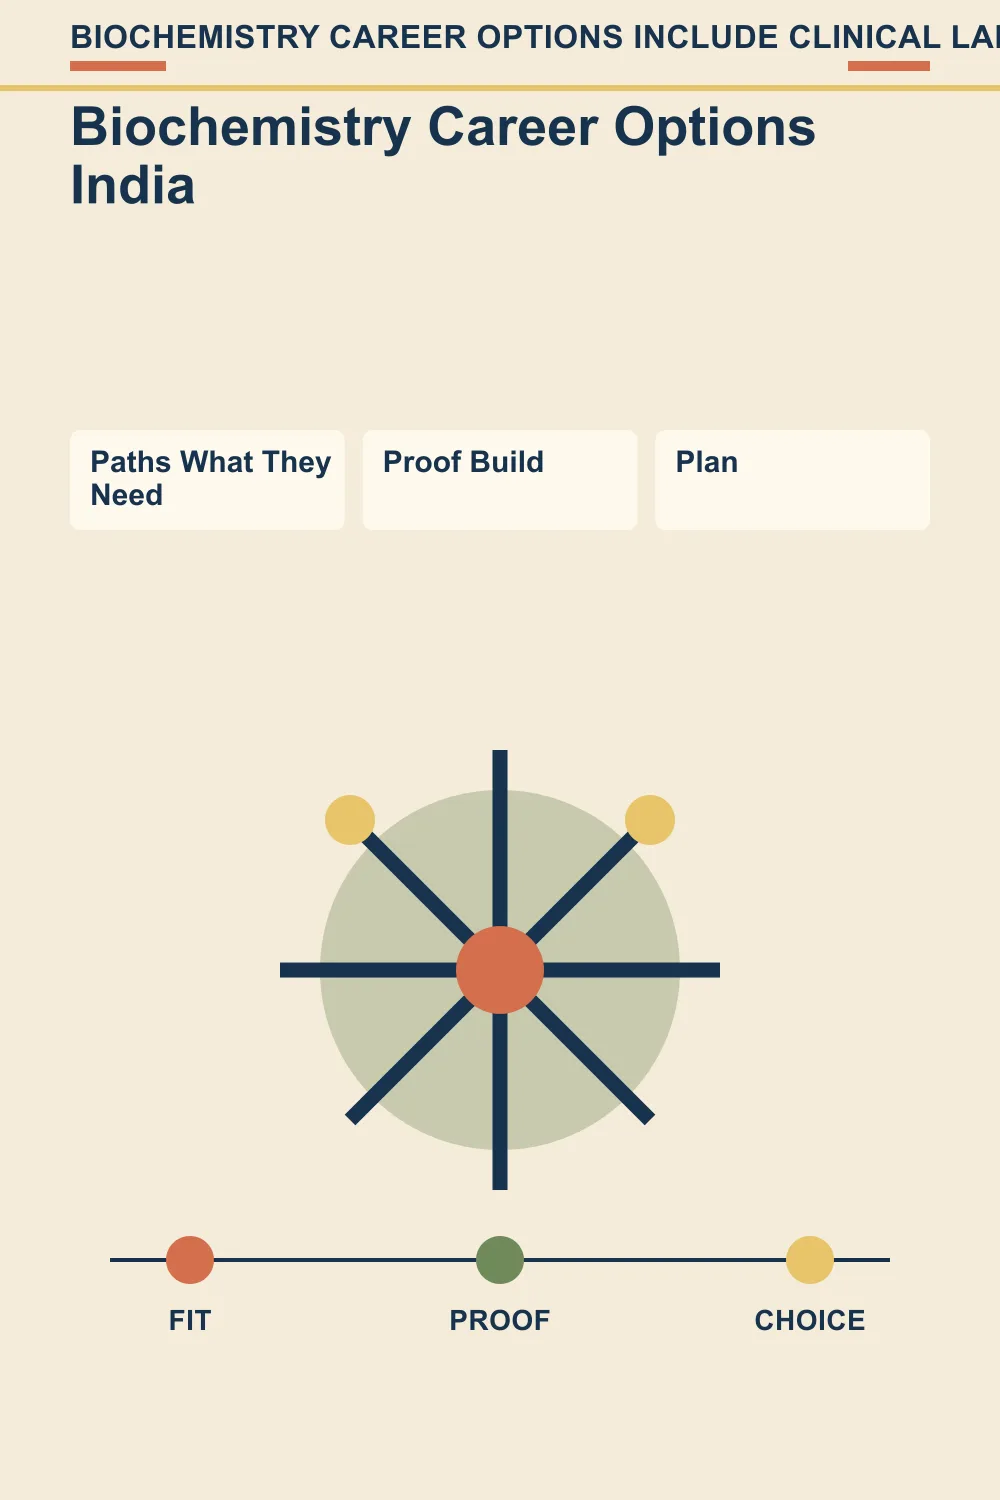 BIOCHEMISTRY CAREER OPTIONS INCLUDE CLINICAL
Biochemistry Career Options
India
Paths What They
Need
Proof Build
Plan
FIT
PROOF
CHOICE